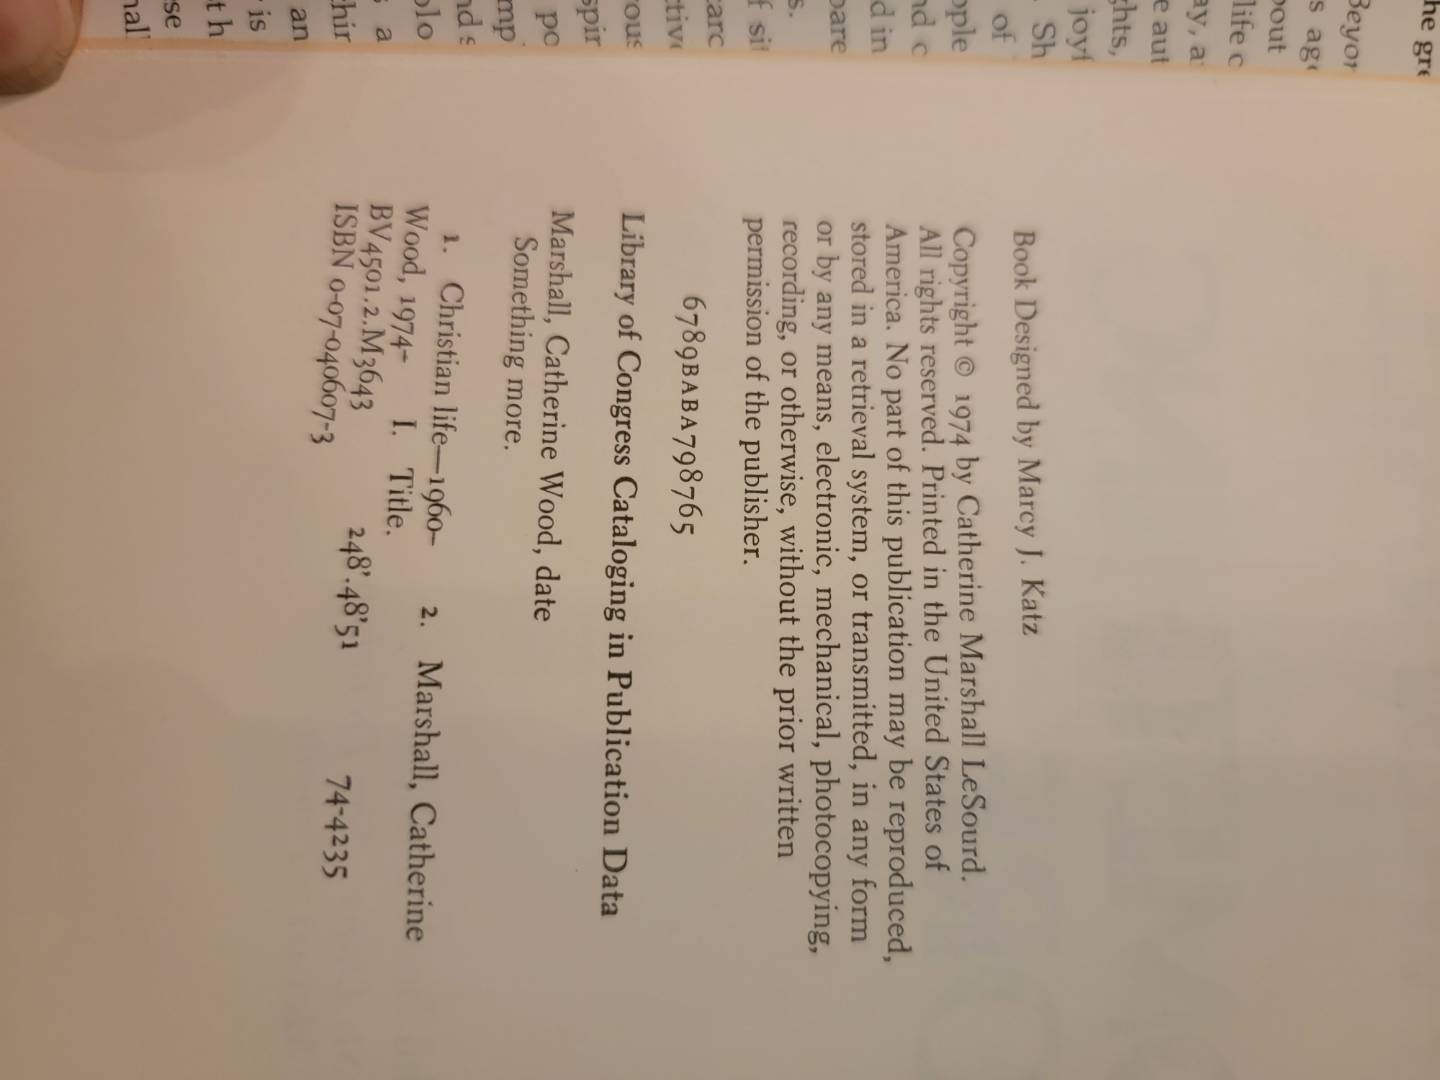 Book Designed by Marcy J. Katz
Copyright © 1974 by Catherine Marshall LeSourd.
All rights reserved. Printed in the United States of
America. No part of this publication may be reproduced,
stored in a retrieval system, or transmitted, in any form
or by any means, electronic, mechanical, photocopying,
recording, or otherwise, without the prior written
permission of the publisher.
6789BABA798765
Library of Congress Cataloging in Publication Data
Marshall, Catherine Wood, date
Something more.
1. Christian life—1960– 2. Marshall, Catherine
Wood, 1974– I. Title.
BV4501.2.M3643 248'.48'51
ISBN 0-07-040607-3 74-4235